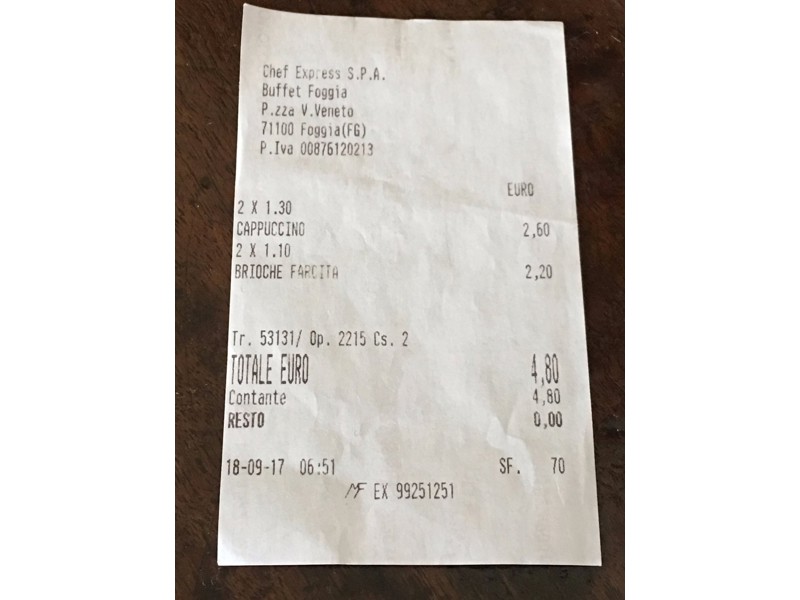 Chef Express S.P.A.
Buffet Foggia
P.zza V.Veneto
71100 Foggia(FG)
P.Iva 00876120213
EURO
2 X 1.30
CAPPUCCINO 2,60
2 X 1.10
BRIOCHE FARCITA 2,20
Tr. 53131/ Op. 2215 Cs. 2
TOTALE EURO 4,80
Contante 4,80
RESTO 0,00
18-09-17 06:51 SF. 70
MF EX 99251251